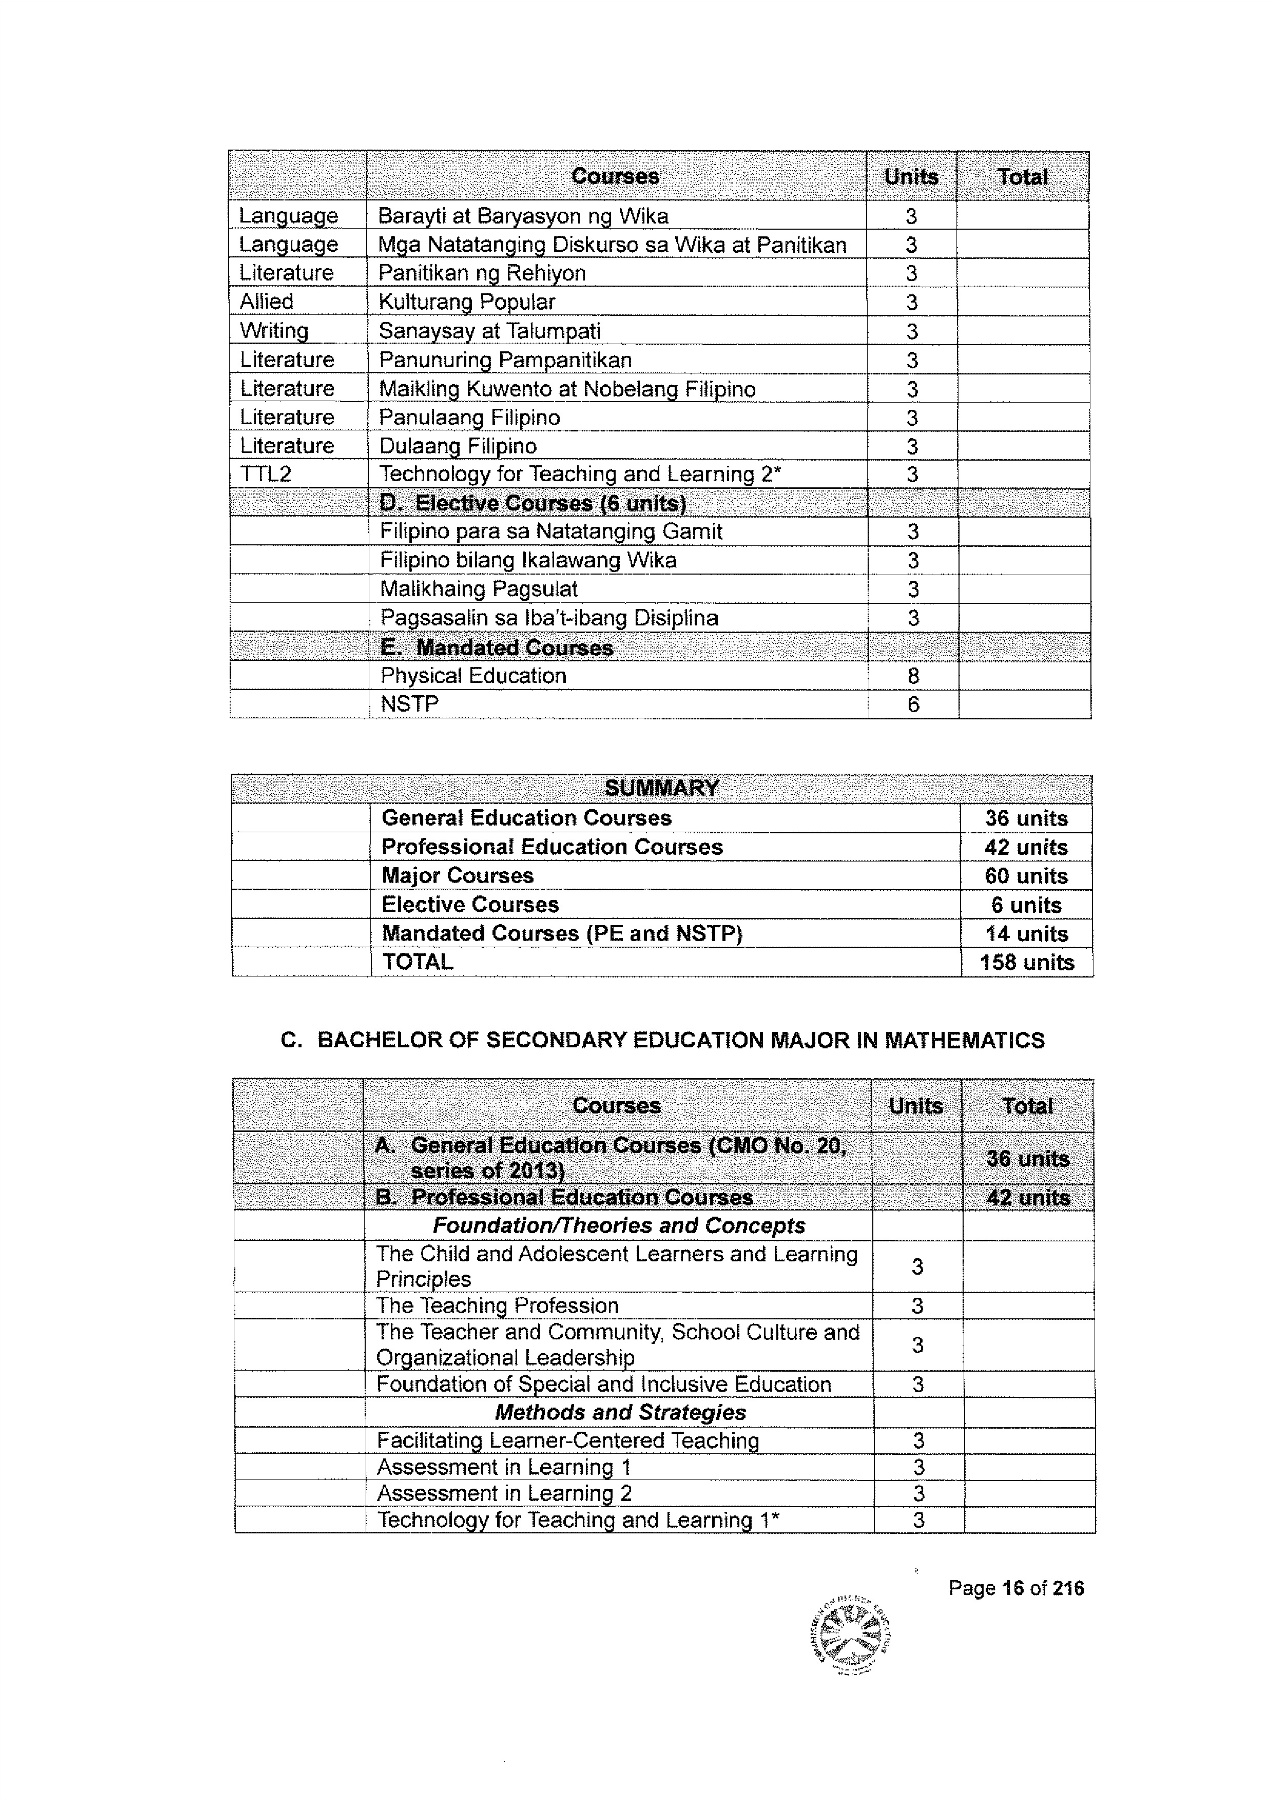 Courses Units Total
Language Barayti at Baryasyon ng Wika 3
Language Mga Natatanging Diskurso sa Wika at Panitikan 3
Literature Panitikan ng Rehiyon 3
Allied Kulturang Popular 3
Writing Sanaysay at Talumpati 3
Literature Panunuring Pampanitikan 3
Literature Maikling Kuwento at Nobelang Filipino 3
Literature Panulaang Filipino 3
Literature Dulaang Filipino 3
TTL2 Technology for Teaching and Learning 2* 3
D. Elective Courses (6 units)
Filipino para sa Natatanging Gamit 3
Filipino bilang Ikalawang Wika 3
Malikhaing Pagsulat 3
Pagsasalin sa Iba't-ibang Disiplina 3
E. Mandated Courses
Physical Education 8
NSTP 6
SUMMARY
General Education Courses 36 units
Professional Education Courses 42 units
Major Courses 60 units
Elective Courses 6 units
Mandated Courses (PE and NSTP) 14 units
TOTAL 158 units
C. BACHELOR OF SECONDARY EDUCATION MAJOR IN MATHEMATICS
Courses Units Total
A. General Education Courses (CMO No. 20,
series of 2013) 36 units
B. Professional Education Courses 42 units
Foundation/Theories and Concepts
The Child and Adolescent Learners and Learning
Principles 3
The Teaching Profession 3
The Teacher and Community, School Culture and
Organizational Leadership 3
Foundation of Special and Inclusive Education 3
Methods and Strategies
Facilitating Learner-Centered Teaching 3
Assessment in Learning 1 3
Assessment in Learning 2 3
Technology for Teaching and Learning 1* 3
Page 16 of 216